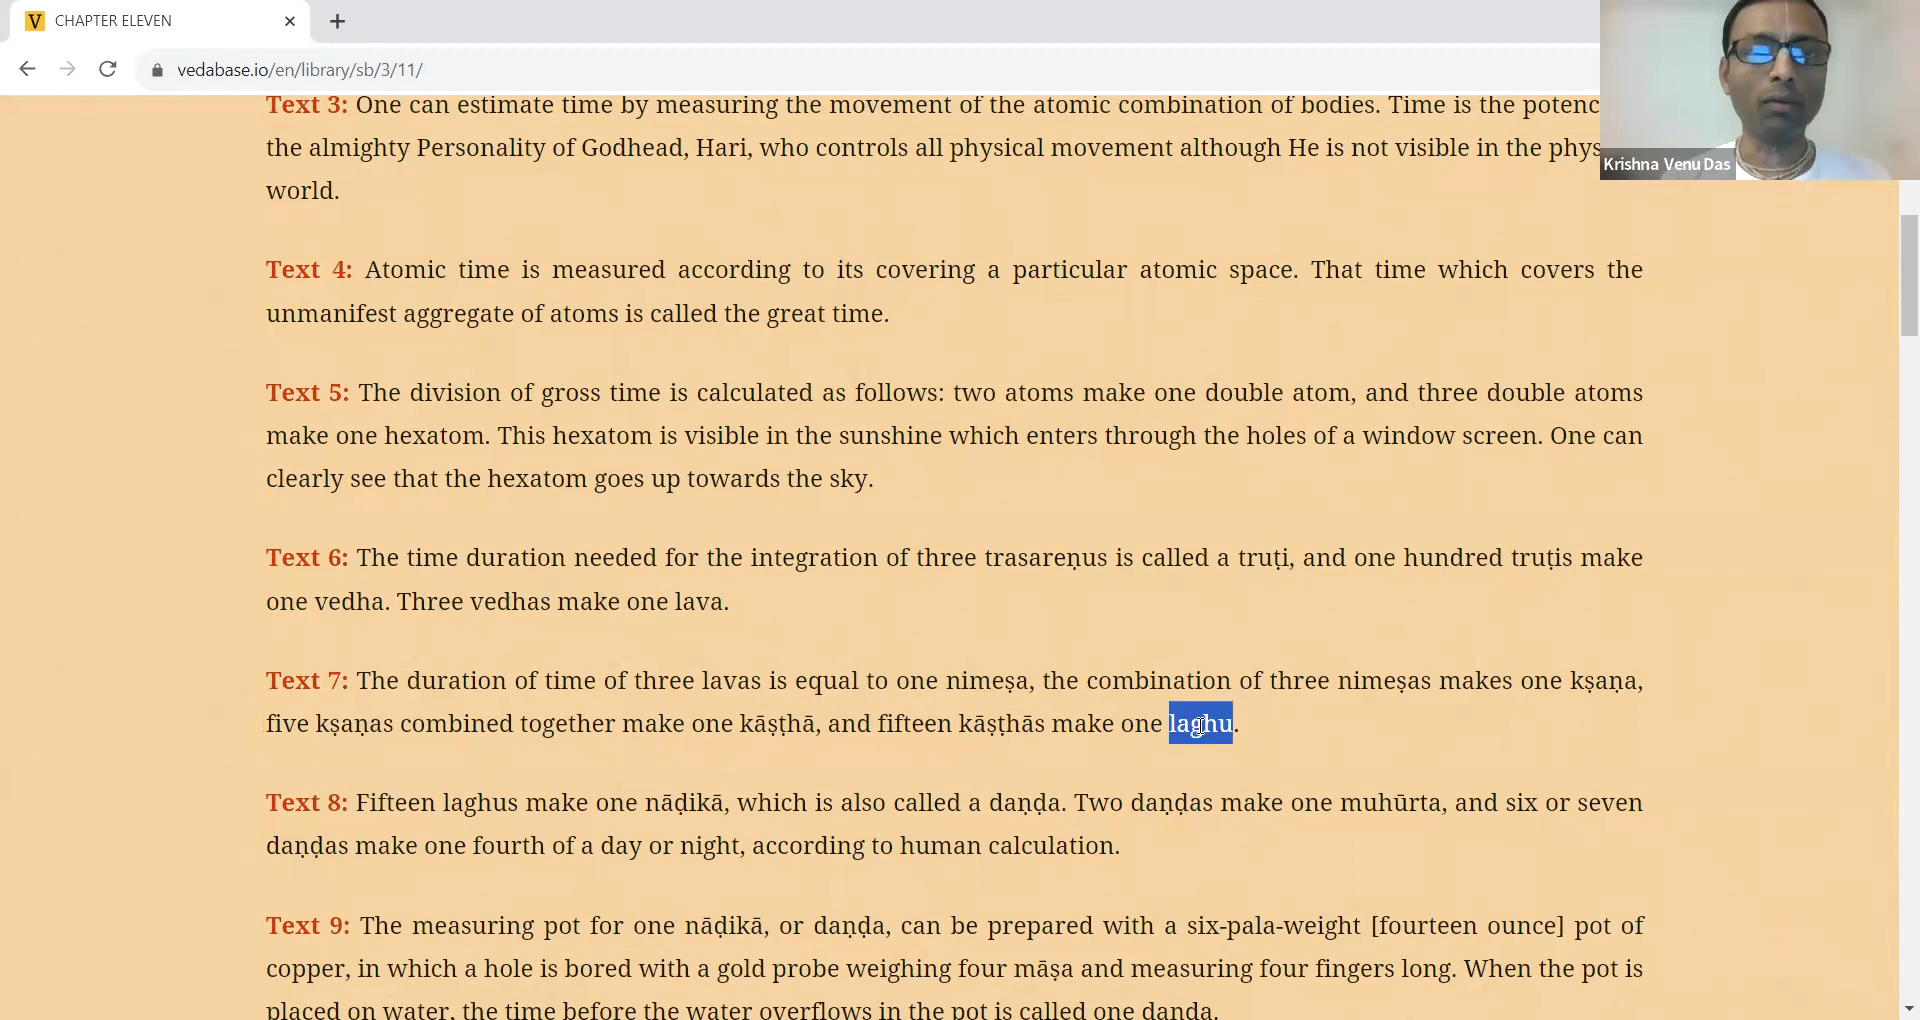 V CHAPTER ELEVEN
vedabase.io/en/library/sb/3/11/
Krishna Venu Das
Text 3: One can estimate time by measuring the movement of the atomic combination of bodies. Time is the potenc
the almighty Personality of Godhead, Hari, who controls all physical movement although He is not visible in the phys
world.
Text 4: Atomic time is measured according to its covering a particular atomic space. That time which covers the
unmanifest aggregate of atoms is called the great time.
Text 5: The division of gross time is calculated as follows: two atoms make one double atom, and three double atoms
make one hexatom. This hexatom is visible in the sunshine which enters through the holes of a window screen. One can
clearly see that the hexatom goes up towards the sky.
Text 6: The time duration needed for the integration of three trasareṇus is called a truṭi, and one hundred truṭis make
one vedha. Three vedhas make one lava.
Text 7: The duration of time of three lavas is equal to one nimeṣa, the combination of three nimeṣas makes one kṣaṇa,
five kṣaṇas combined together make one kāṣṭhā, and fifteen kāṣṭhās make one laghu.
Text 8: Fifteen laghus make one nāḍikā, which is also called a daṇḍa. Two daṇḍas make one muhūrta, and six or seven
daṇḍas make one fourth of a day or night, according to human calculation.
Text 9: The measuring pot for one nāḍikā, or daṇḍa, can be prepared with a six-pala-weight [fourteen ounce] pot of
copper, in which a hole is bored with a gold probe weighing four māṣa and measuring four fingers long. When the pot is
placed on water, the time before the water overflows in the pot is called one daṇḍa.